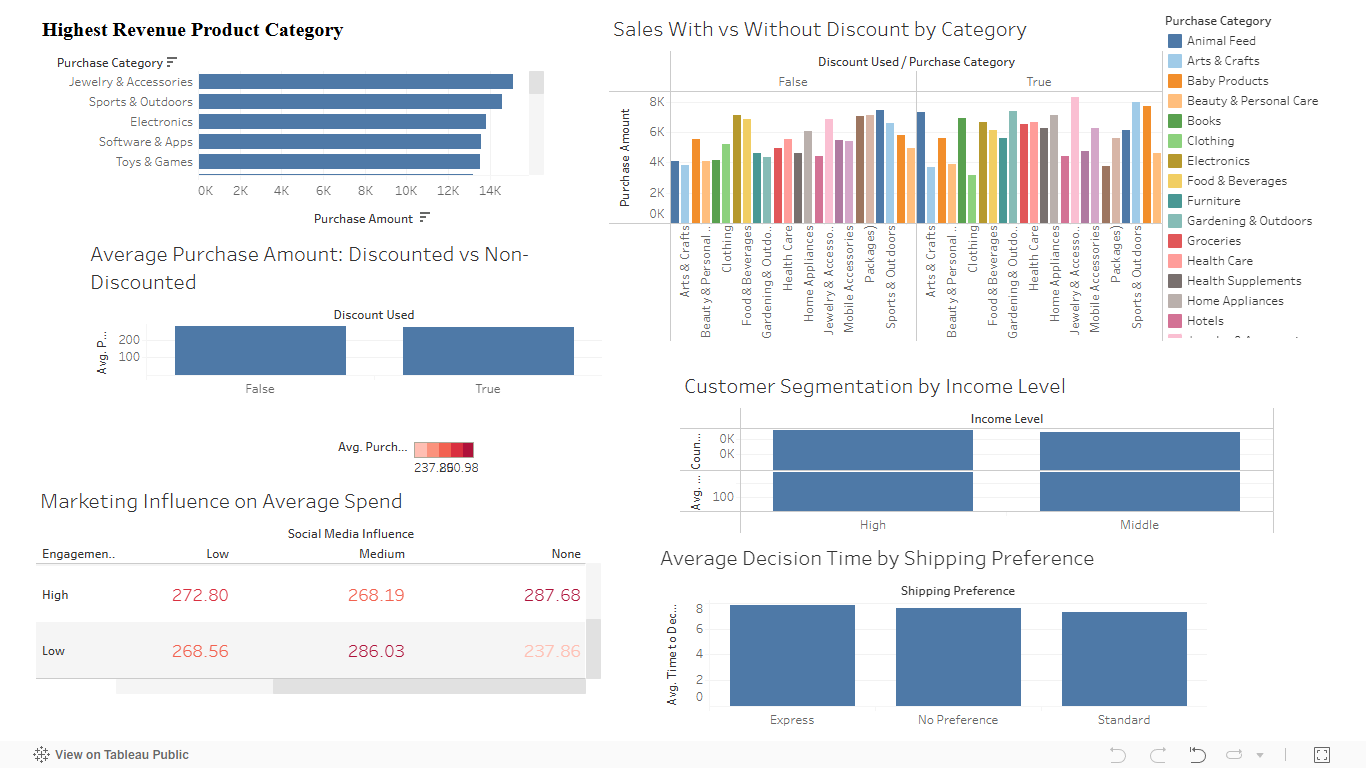 Highest Revenue Product Category
Purchase Category
Jewelry & Accessories
Sports & Outdoors
Electronics
Software & Apps
Toys & Games
0K 2K 4K 6K 8K 10K 12K 14K
Purchase Amount
Sales With vs Without Discount by Category
Discount Used / Purchase Category
False True
Purchase Amount
8K
6K
4K
2K
0K
Arts & Crafts
Beauty & Personal ..
Clothing
Food & Beverages
Gardening & Outdo..
Health Care
Home Appliances
Jewelry & Accesso..
Mobile Accessories
Packages)
Sports & Outdoors
Arts & Crafts
Beauty & Personal ..
Clothing
Food & Beverages
Gardening & Outdo..
Health Care
Home Appliances
Jewelry & Accesso..
Mobile Accessories
Packages)
Sports & Outdoors
Purchase Category
Animal Feed
Arts & Crafts
Baby Products
Beauty & Personal Care
Books
Clothing
Electronics
Food & Beverages
Furniture
Gardening & Outdoors
Groceries
Health Care
Health Supplements
Home Appliances
Hotels
Average Purchase Amount: Discounted vs Non-
Discounted
Discount Used
Avg. P...
200
100
False True
Customer Segmentation by Income Level
Income Level
Coun...
0K
0K
Avg. ...
100
High Middle
Avg. Purch...
Marketing Influence on Average Spend
Social Media Influence
Engagemen.. Low Medium None
High 272.80 268.19 287.68
Low 268.56 286.03 237.86
Average Decision Time by Shipping Preference
Shipping Preference
Avg. Time to Dec...
8
6
4
2
0
Express No Preference Standard
View on Tableau Public